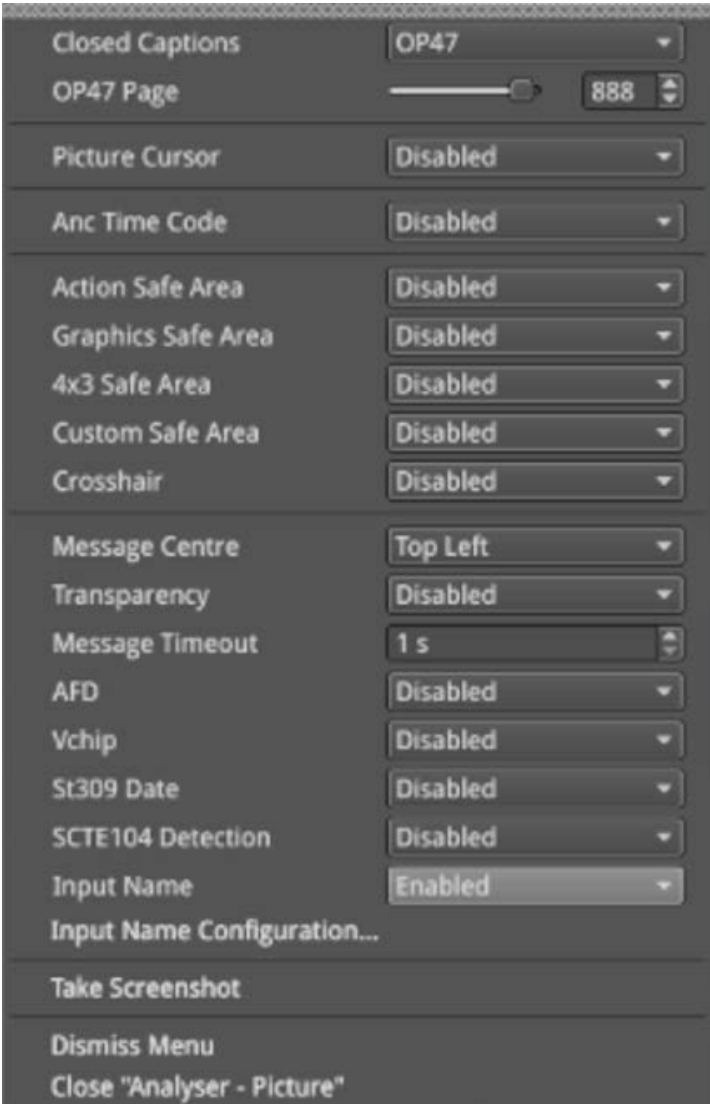 Closed Captions OP47
OP47 Page 888
Picture Cursor Disabled
Anc Time Code Disabled
Action Safe Area Disabled
Graphics Safe Area Disabled
4x3 Safe Area Disabled
Custom Safe Area Disabled
Crosshair Disabled
Message Centre Top Left
Transparency Disabled
Message Timeout 1 s
AFD Disabled
Vchip Disabled
St309 Date Disabled
SCTE104 Detection Disabled
Input Name Enabled
Input Name Configuration...
Take Screenshot
Dismiss Menu
Close "Analyser - Picture"